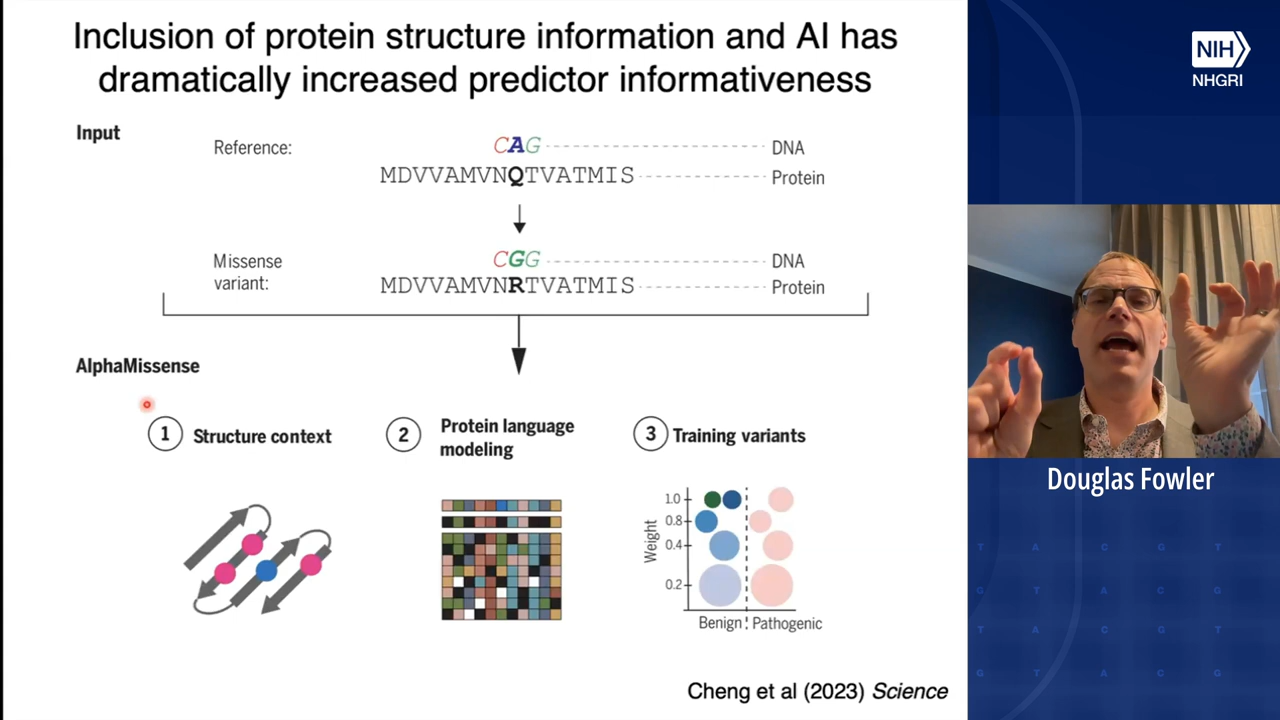 Inclusion of protein structure information and AI has
dramatically increased predictor informativeness
NIH
NHGRI
Input
Reference:
CAG
DNA
MDVVAMVNQTVATMIS
Protein
Missense
variant:
CGG
DNA
MDVVAMVNRTVATMIS
Protein
AlphaMissense
1 Structure context
2 Protein language
modeling
3 Training variants
Weight
1.0
0.8
0.4
0.2
Benign
Pathogenic
Cheng et al (2023) Science
Douglas Fowler
T A C G T
G T A C G
T A C G T
G T A C G